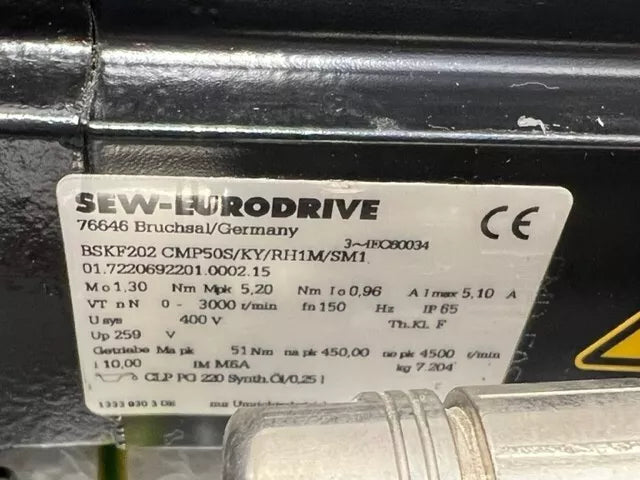 SEW-EURODRIVE
76646 Bruchsal/Germany
CE
3~IEC60034
BSKF202 CMP50S/KY/RH1M/SM1
01.7220692201.0002.15
Mo 1,30 Nm Mpk 5,20 Nm Io 0,96 A Imax 5,10 A
VT nN 0 - 3000 r/min fn 150 Hz IP 65
Usys 400 V Th.Kl. F
Up 259 V
Getriebe Ma pk 51 Nm na pk 450,00 ne pk 4500 r/min
i 10,00 IM M6A kg 7.204
CLP PG 220 Synth.Öl/0,25 l
nur